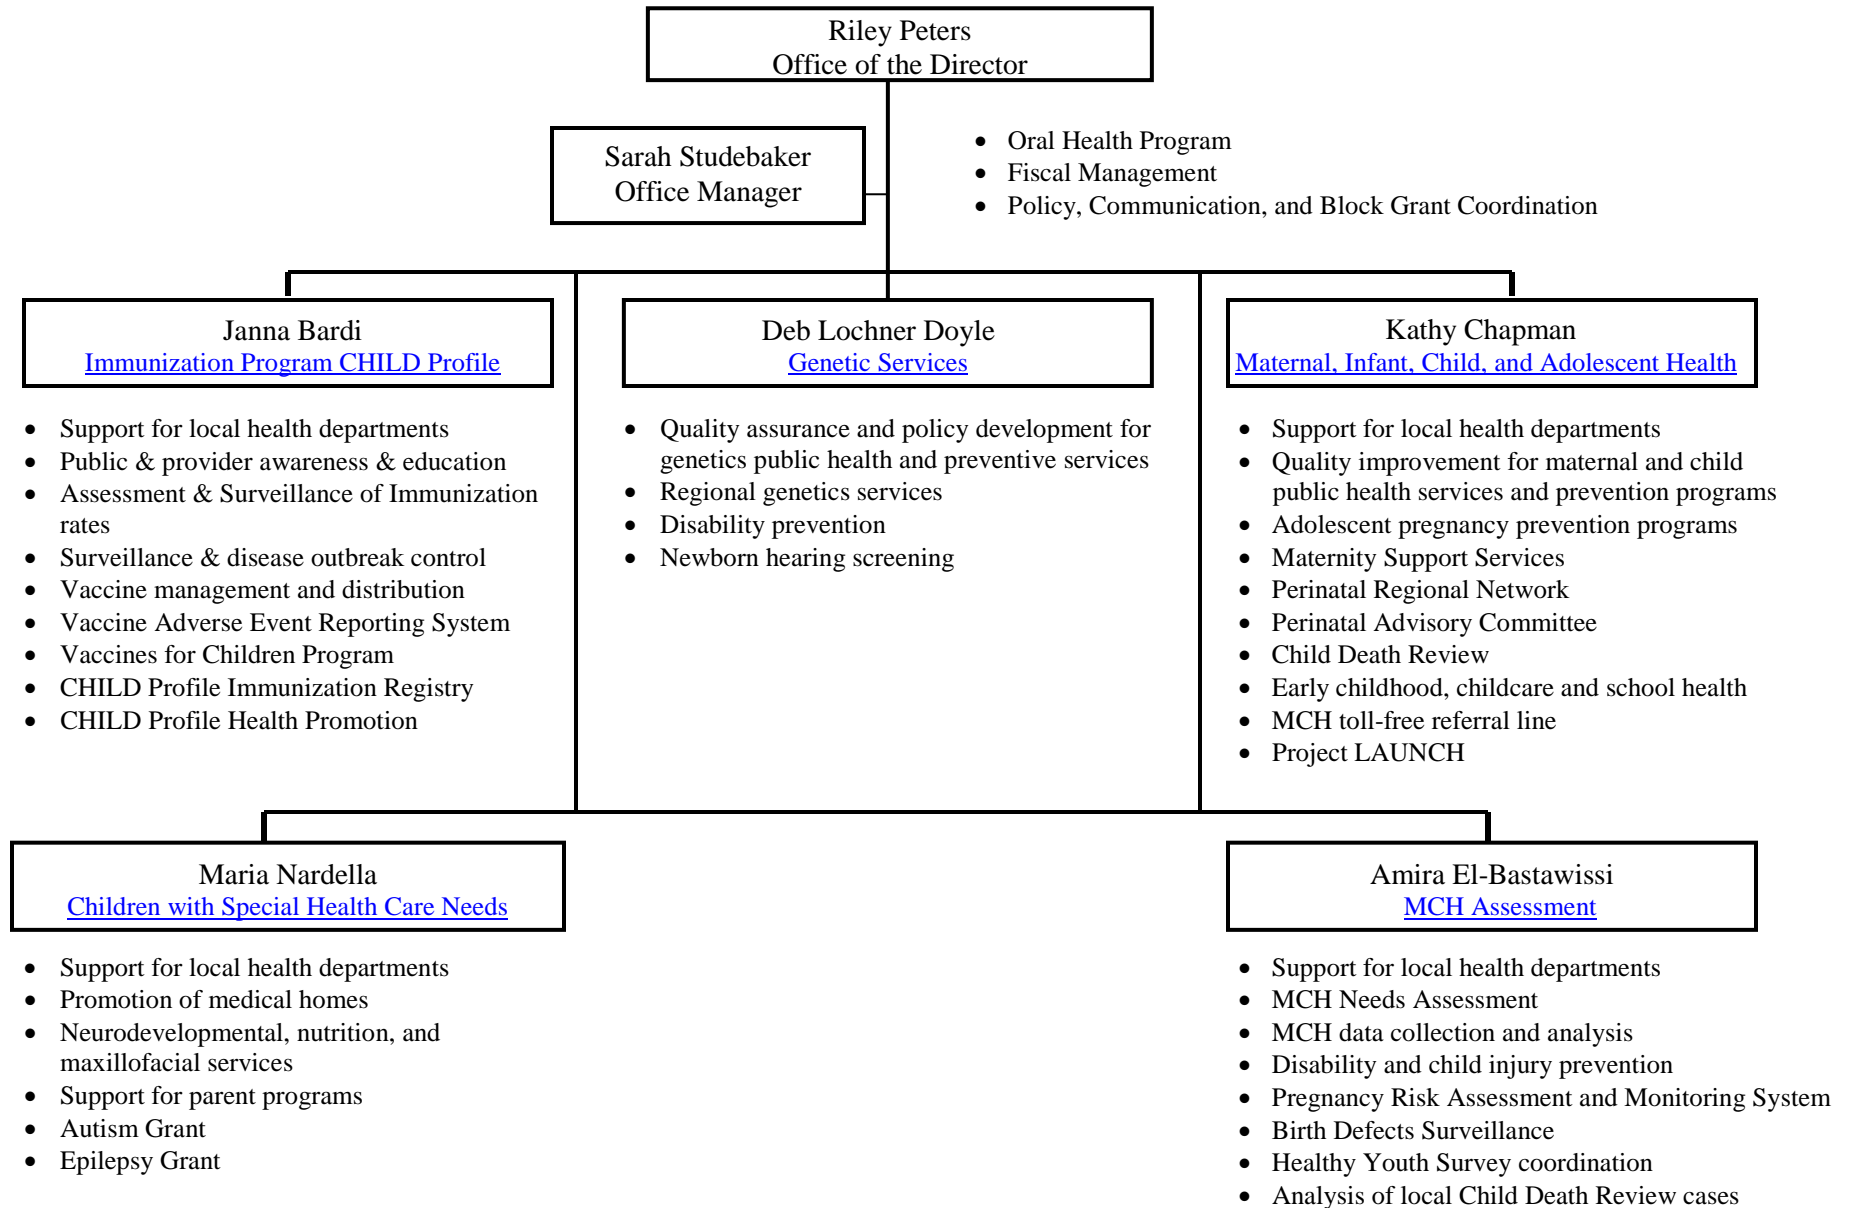 Riley Peters
Office of the Director
Sarah Studebaker
Office Manager
• Oral Health Program
• Fiscal Management
• Policy, Communication, and Block Grant Coordination
Janna Bardi
Immunization Program CHILD Profile
• Support for local health departments
• Public & provider awareness & education
• Assessment & Surveillance of Immunization
rates
• Surveillance & disease outbreak control
• Vaccine management and distribution
• Vaccine Adverse Event Reporting System
• Vaccines for Children Program
• CHILD Profile Immunization Registry
• CHILD Profile Health Promotion
Deb Lochner Doyle
Genetic Services
• Quality assurance and policy development for
genetics public health and preventive services
• Regional genetics services
• Disability prevention
• Newborn hearing screening
Kathy Chapman
Maternal, Infant, Child, and Adolescent Health
• Support for local health departments
• Quality improvement for maternal and child
public health services and prevention programs
• Adolescent pregnancy prevention programs
• Maternity Support Services
• Perinatal Regional Network
• Perinatal Advisory Committee
• Child Death Review
• Early childhood, childcare and school health
• MCH toll-free referral line
• Project LAUNCH
Maria Nardella
Children with Special Health Care Needs
• Support for local health departments
• Promotion of medical homes
• Neurodevelopmental, nutrition, and
maxillofacial services
• Support for parent programs
• Autism Grant
• Epilepsy Grant
Amira El-Bastawissi
MCH Assessment
• Support for local health departments
• MCH Needs Assessment
• MCH data collection and analysis
• Disability and child injury prevention
• Pregnancy Risk Assessment and Monitoring System
• Birth Defects Surveillance
• Healthy Youth Survey coordination
• Analysis of local Child Death Review cases